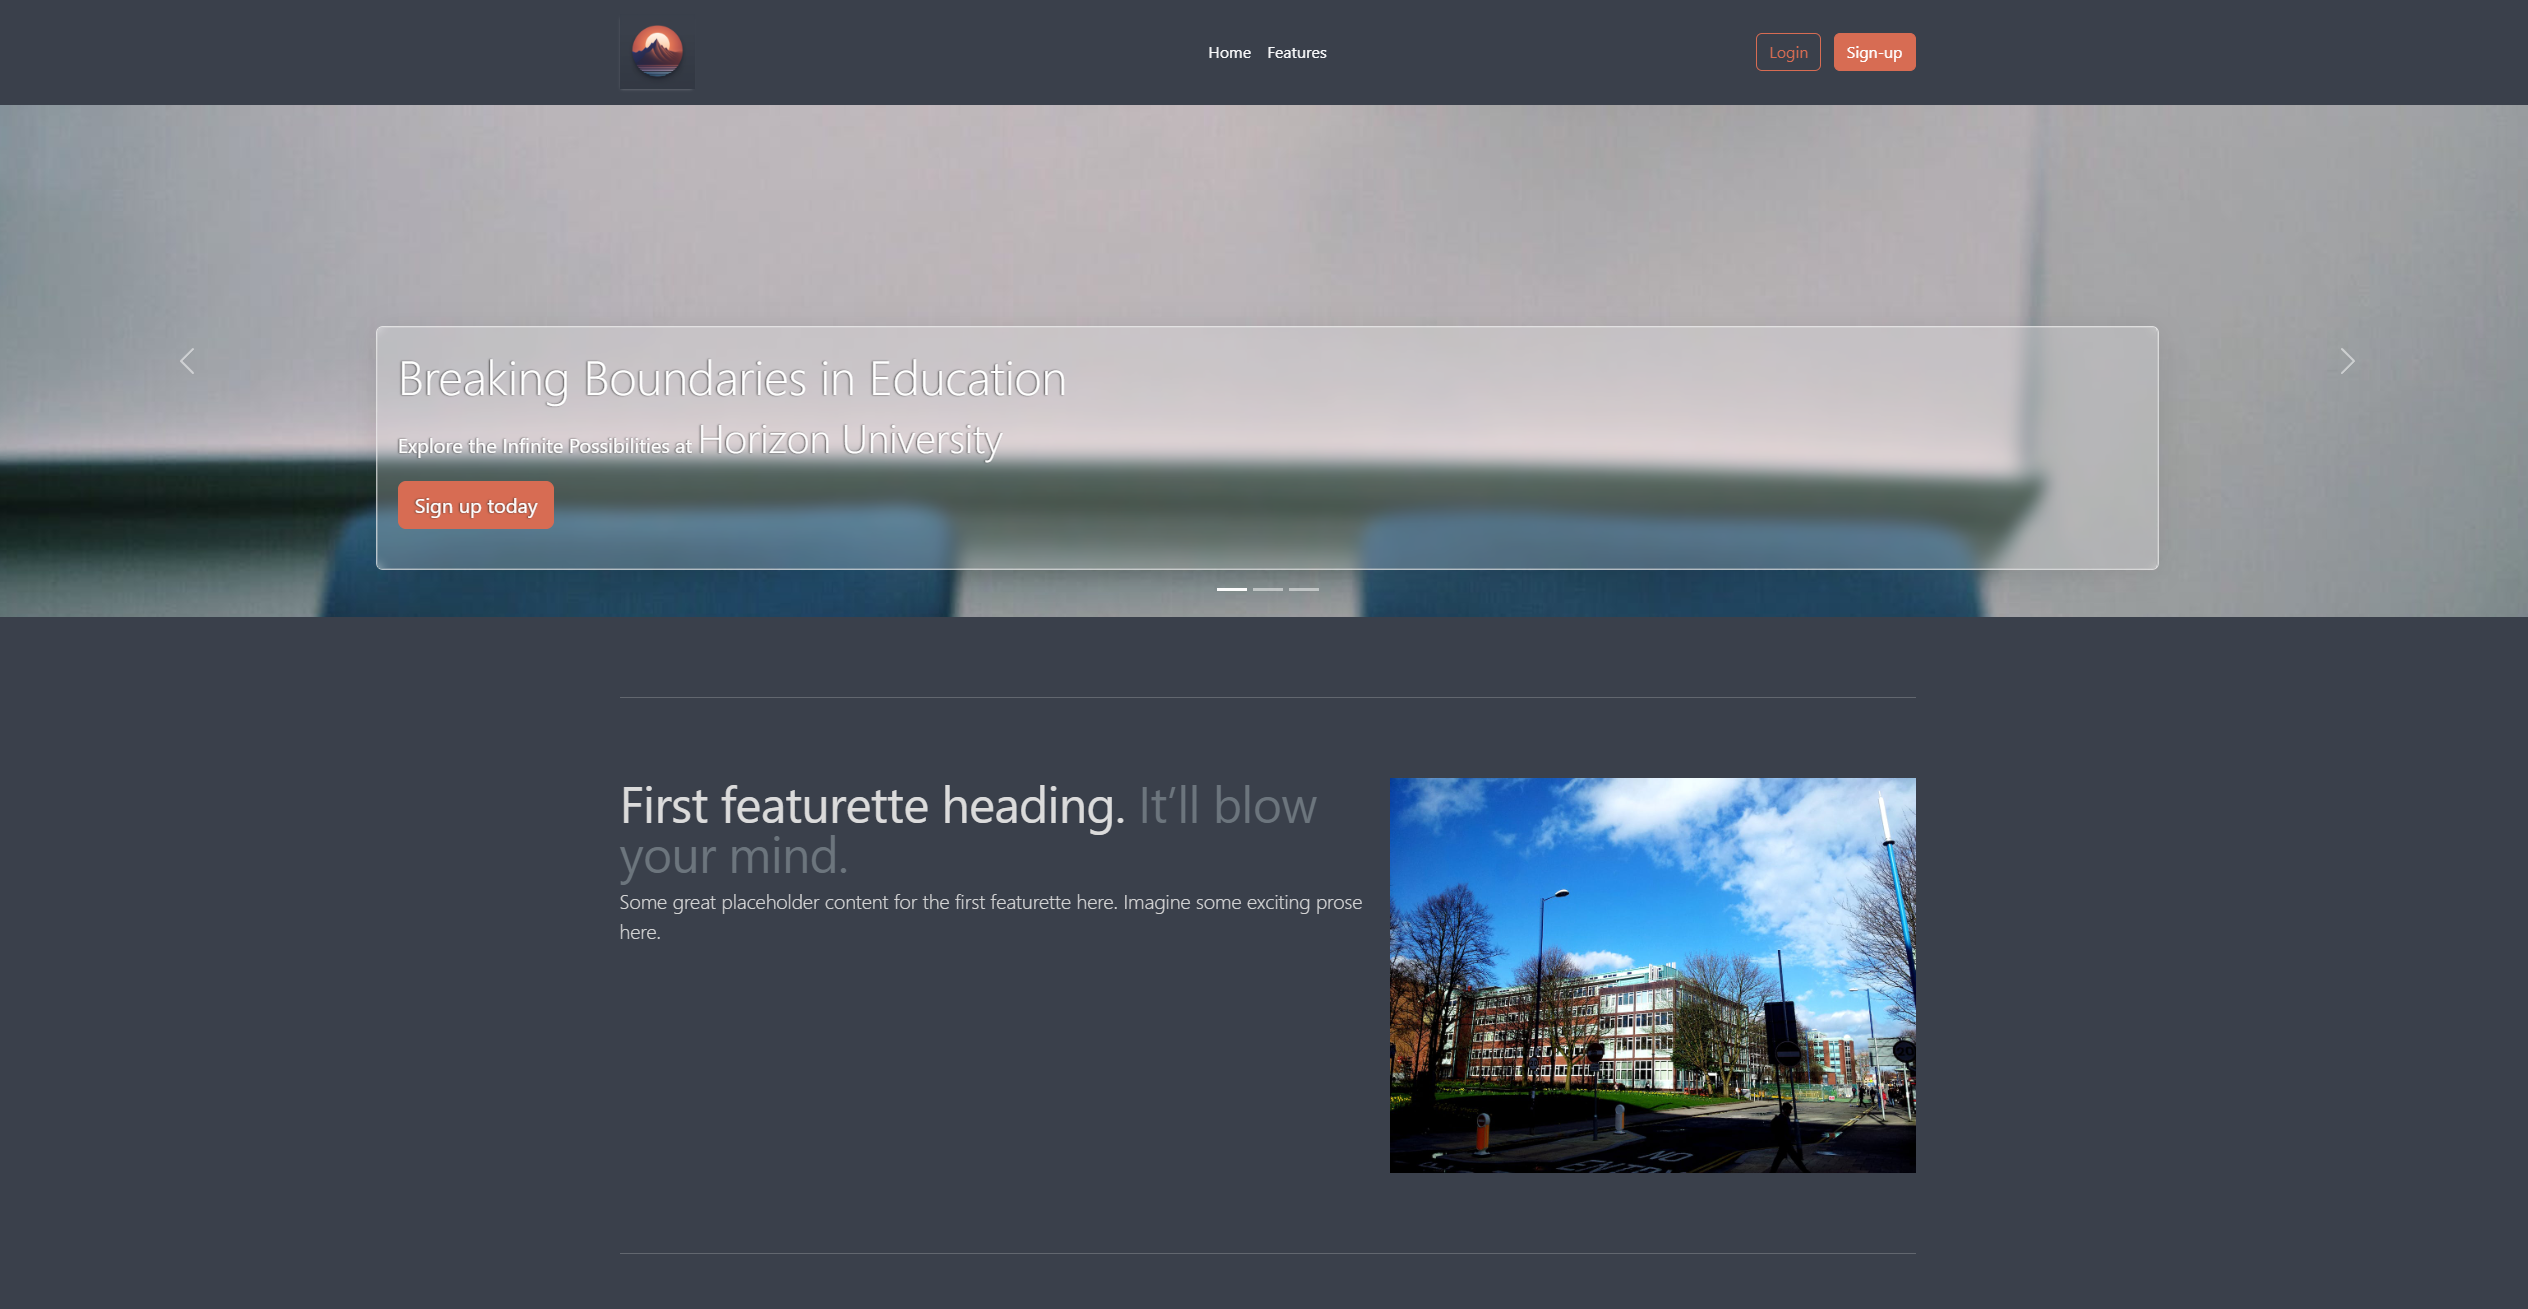 Home Features
Login Sign-up
Breaking Boundaries in Education
Explore the Infinite Possibilities at Horizon University
Sign up today
First featurette heading. It’ll blow
your mind.
Some great placeholder content for the first featurette here. Imagine some exciting prose
here.
NO